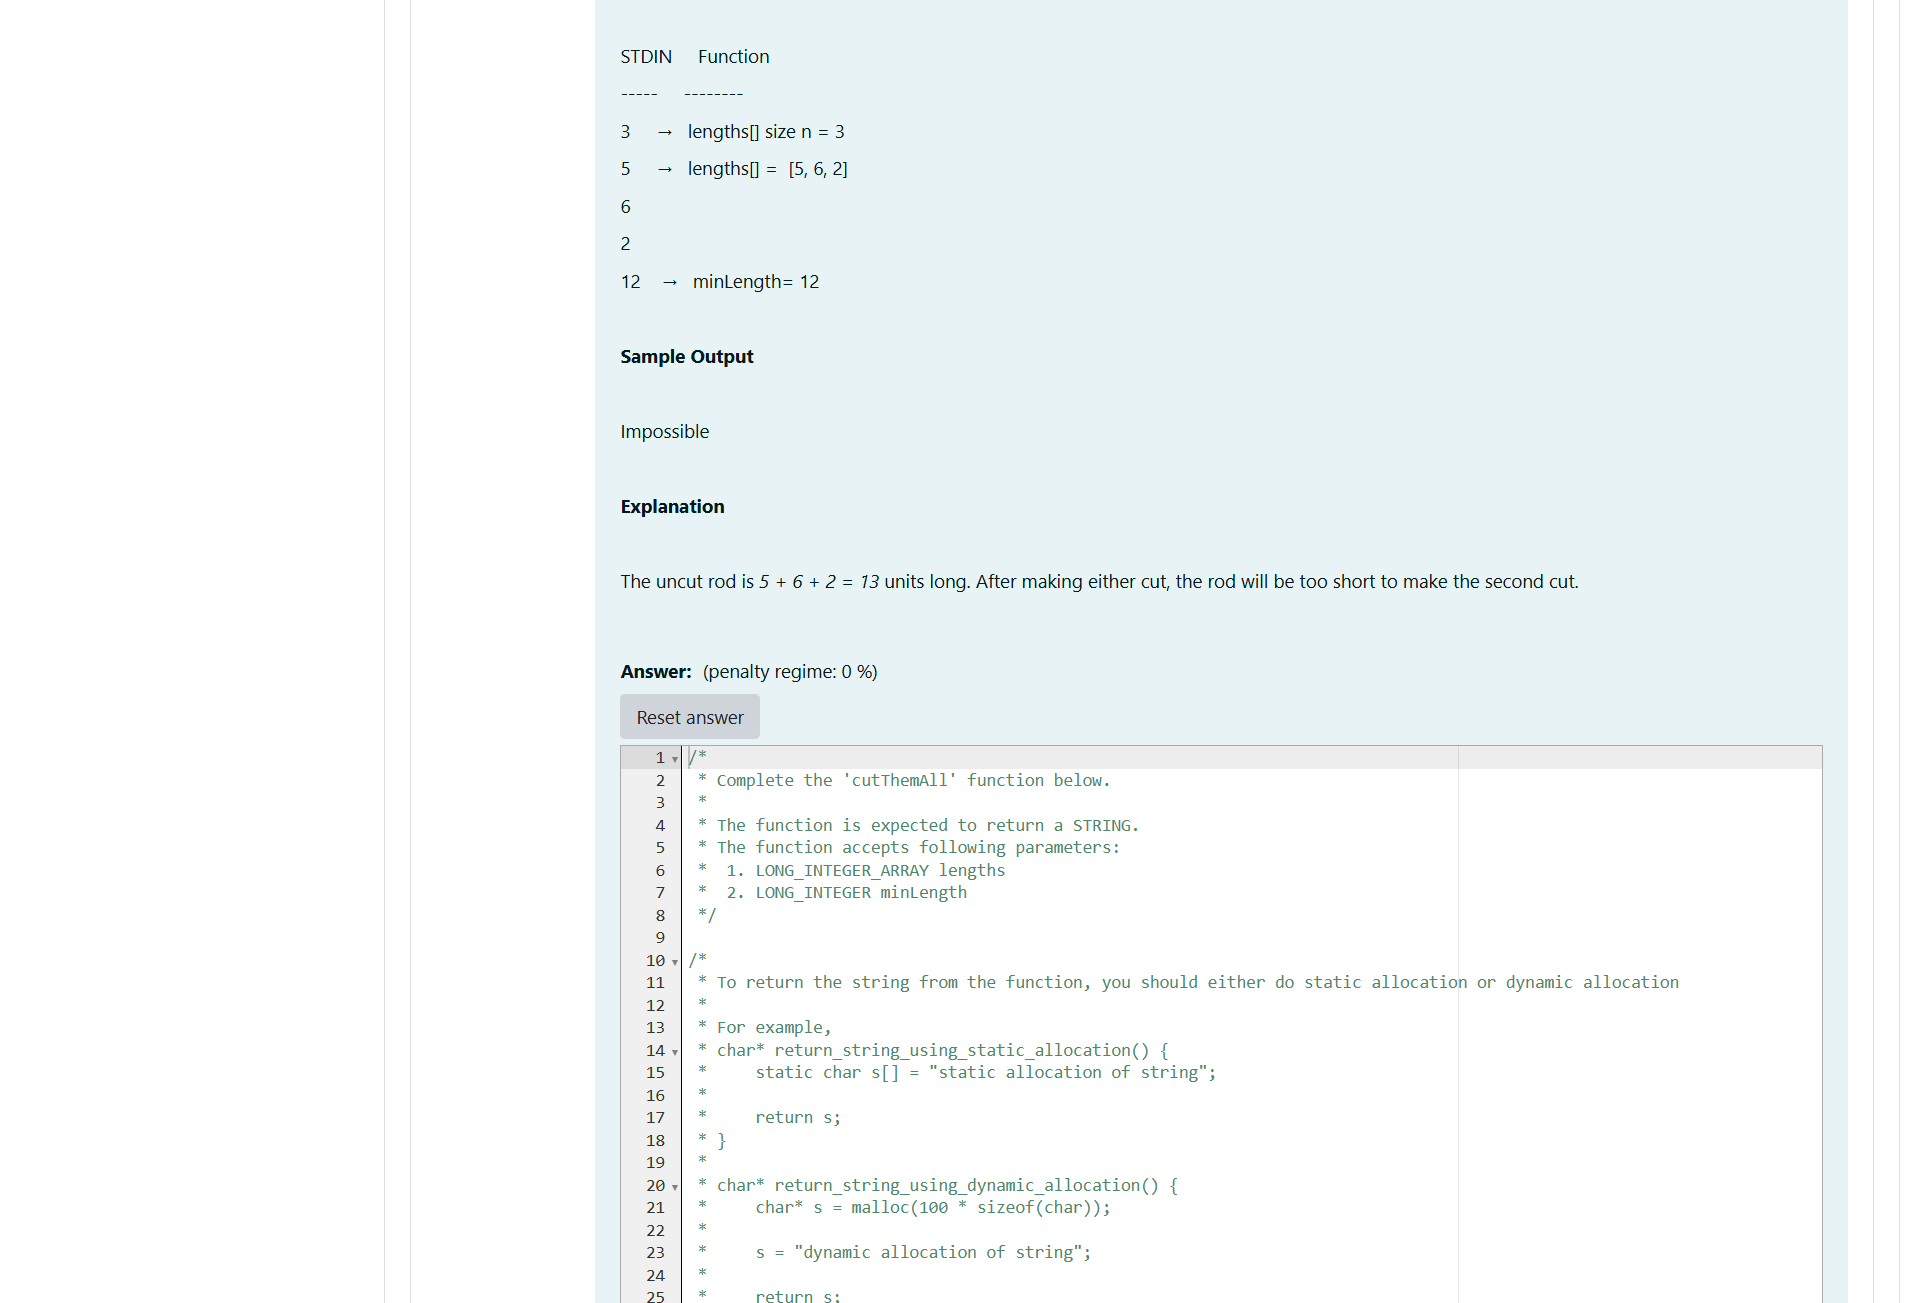 STDIN Function
----- --------
3 → lengths[] size n = 3
5 → lengths[] = [5, 6, 2]
6
2
12 → minLength= 12
Sample Output
Impossible
Explanation
The uncut rod is 5 + 6 + 2 = 13 units long. After making either cut, the rod will be too short to make the second cut.
Answer: (penalty regime: 0 %)
Reset answer
1 /*
2  * Complete the 'cutThemAll' function below.
3  *
4  * The function is expected to return a STRING.
5  * The function accepts following parameters:
6  *  1. LONG_INTEGER_ARRAY lengths
7  *  2. LONG_INTEGER minLength
8  */
9
10 /*
11  * To return the string from the function, you should either do static allocation or dynamic allocation
12  *
13  * For example,
14  * char* return_string_using_static_allocation() {
15  *     static char s[] = "static allocation of string";
16  *
17  *     return s;
18  * }
19  *
20  * char* return_string_using_dynamic_allocation() {
21  *     char* s = malloc(100 * sizeof(char));
22  *
23  *     s = "dynamic allocation of string";
24  *
25  *     return s;